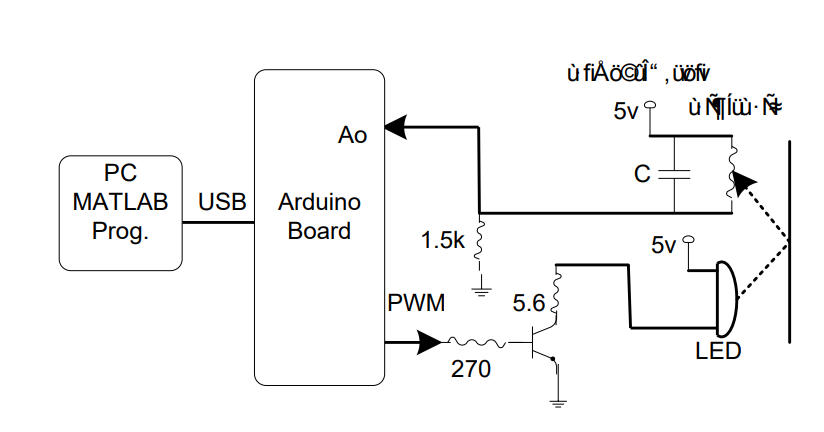 5v
Ao
C
PC
MATLAB
Prog.
USB
Arduino
Board
1.5k
5v
PWM
5.6
LED
270